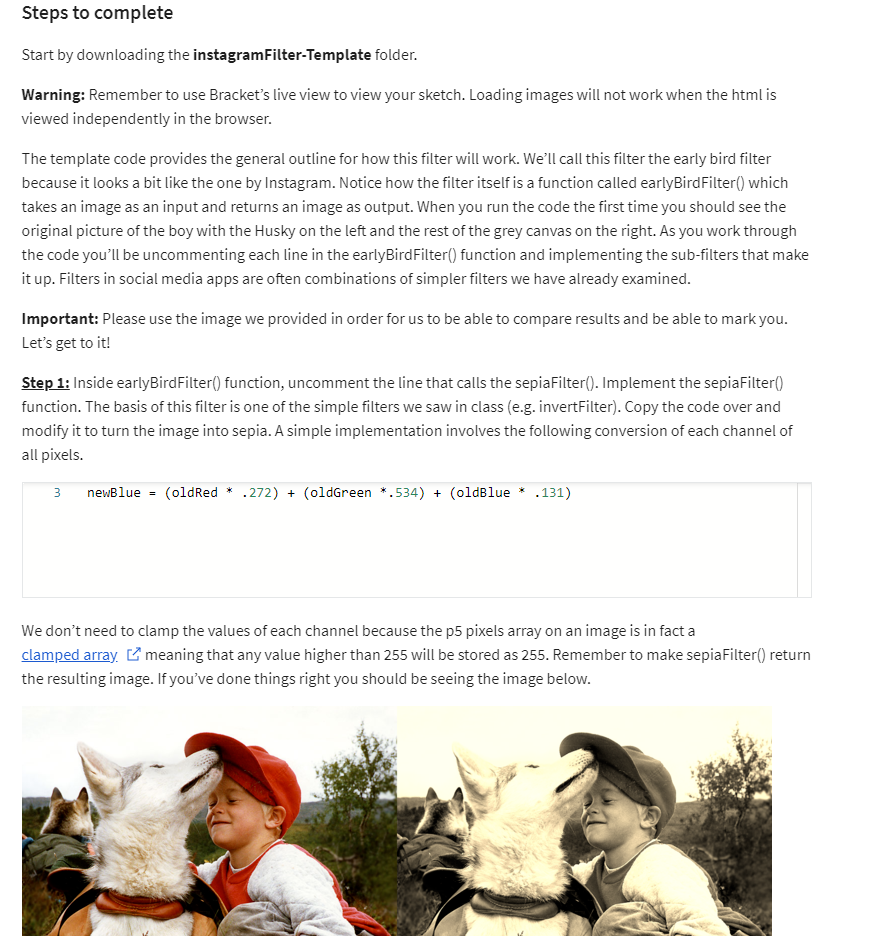 Steps to complete
Start by downloading the instagramFilter-Template folder.
Warning: Remember to use Bracket's live view to view your sketch. Loading images will not work when the html is
viewed independently in the browser.
The template code provides the general outline for how this filter will work. We'll call this filter the early bird filter
because it looks a bit like the one by Instagram. Notice how the filter itself is a function called earlyBirdFilter() which
takes an image as an input and returns an image as output. When you run the code the first time you should see the
original picture of the boy with the Husky on the left and the rest of the grey canvas on the right. As you work through
the code you'll be uncommenting each line in the earlyBirdFilter() function and implementing the sub-filters that make
it up. Filters in social media apps are often combinations of simpler filters we have already examined.
Important: Please use the image we provided in order for us to be able to compare results and be able to mark you.
Let's get to it!
Step 1: Inside earlyBirdFilter() function, uncomment the line that calls the sepiaFilter(). Implement the sepiaFilter()
function. The basis of this filter is one of the simple filters we saw in class (e.g. invertFilter). Copy the code over and
modify it to turn the image into sepia. A simple implementation involves the following conversion of each channel of
all pixels.
3 newBlue = (oldRed * .272) + (oldGreen *.534) + (oldBlue * .131)
We don't need to clamp the values of each channel because the p5 pixels array on an image is in fact a
clamped array meaning that any value higher than 255 will be stored as 255. Remember to make sepiaFilter() return
the resulting image. If you've done things right you should be seeing the image below.